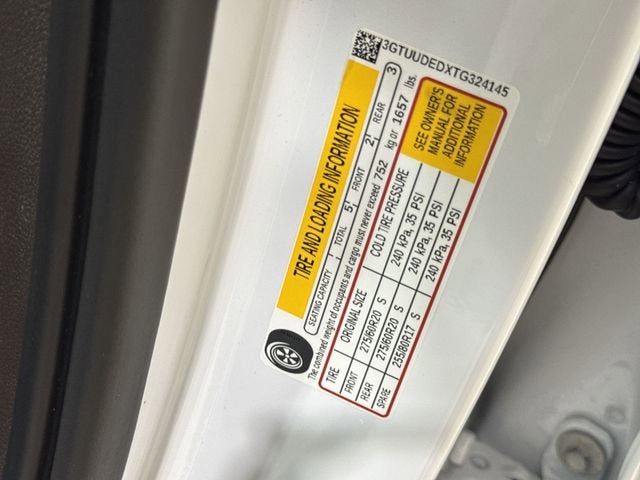 3GTUUDEDXTG324145
TIRE AND LOADING INFORMATION
SEATING CAPACITY TOTAL 5 FRONT 2 REAR 3
The combined weight of occupants and cargo must never exceed 752 kg or 1657 lbs.
TIRE ORIGINAL SIZE COLD TIRE PRESSURE
FRONT 275/60R20 S 240 kPa, 35 PSI
REAR 275/60R20 S 240 kPa, 35 PSI
SPARE 255/80R17 S 240 kPa, 35 PSI
SEE OWNER'S
MANUAL FOR
ADDITIONAL
INFORMATION